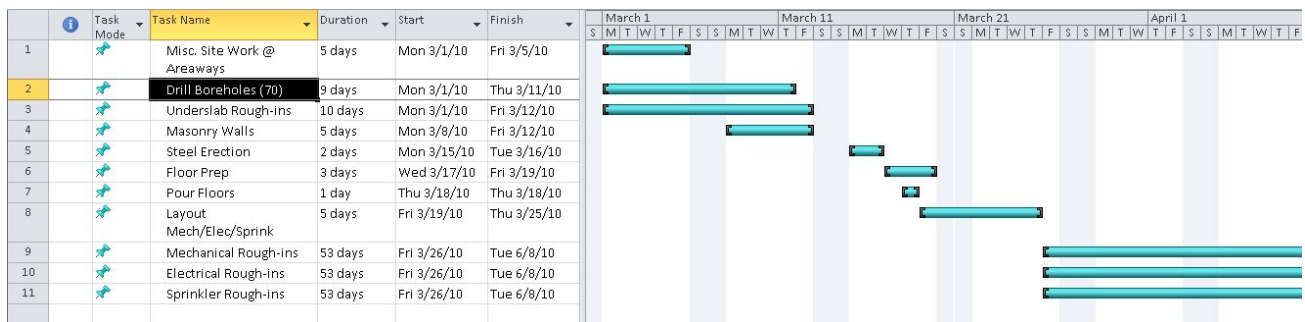 Task Mode Task Name Duration Start Finish March 1 March 11 March 21 April 1
S M T W T F S S M T W T F S S M T W T F S S M T W T F S S M T W T F S S M T W T F
1 Misc. Site Work @ Areaways 5 days Mon 3/1/10 Fri 3/5/10
2 Drill Boreholes (70) 9 days Mon 3/1/10 Thu 3/11/10
3 Underslab Rough-ins 10 days Mon 3/1/10 Fri 3/12/10
4 Masonry Walls 5 days Mon 3/8/10 Fri 3/12/10
5 Steel Erection 2 days Mon 3/15/10 Tue 3/16/10
6 Floor Prep 3 days Wed 3/17/10 Fri 3/19/10
7 Pour Floors 1 day Thu 3/18/10 Thu 3/18/10
8 Layout Mech/Elec/Sprink 5 days Fri 3/19/10 Thu 3/25/10
9 Mechanical Rough-ins 53 days Fri 3/26/10 Tue 6/8/10
10 Electrical Rough-ins 53 days Fri 3/26/10 Tue 6/8/10
11 Sprinkler Rough-ins 53 days Fri 3/26/10 Tue 6/8/10